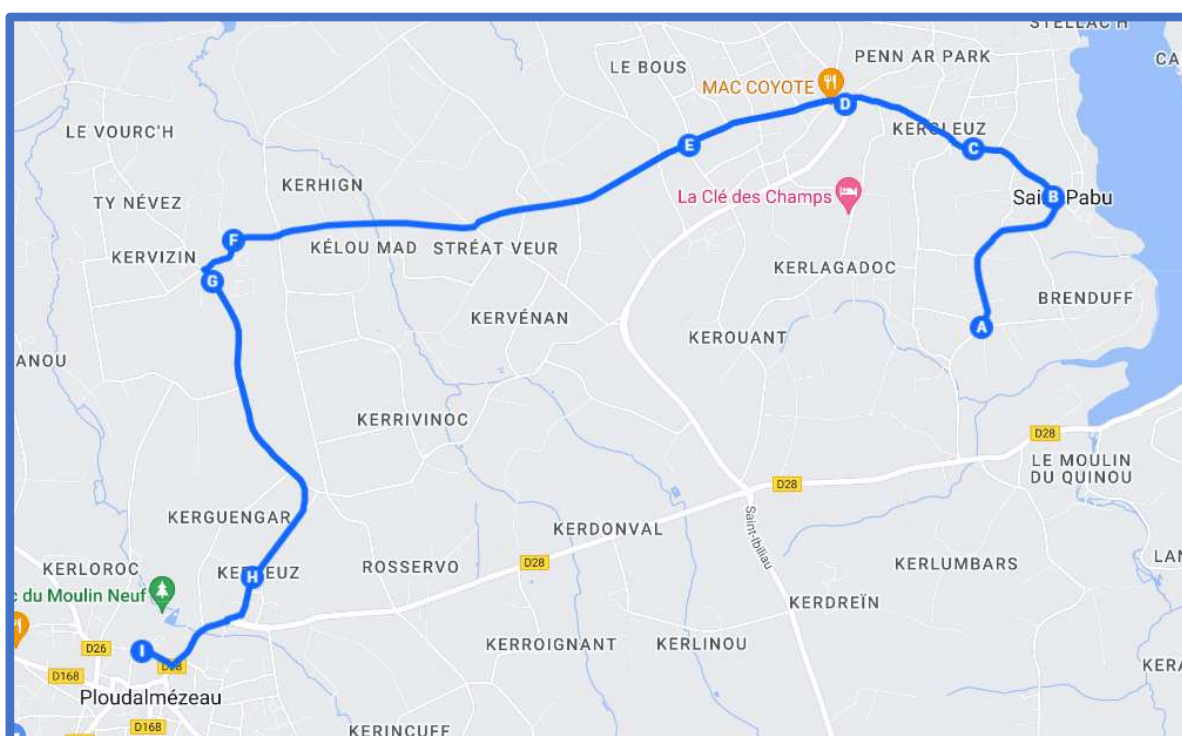 STELLAC'H
PENN AR PARK
CA
LE BOUS
MAC COYOTE
D
LE VOURC'H
KERGLEUZ
E
C
KERHIGN
La Clé des Champs
Saint-Pabu
B
TY NÉVEZ
F
KÉLOU MAD
STRÉAT VEUR
KERVIZIN
KERLAGADOC
G
BRENDUFF
KERVÉNAN
A
KEROUANT
ANOU
KERRIVINOC
D28
LE MOULIN
DU QUINOU
D28
KERGUENGAR
Saint-Ibiliau
KERDONVAL
D28
ROSSERVO
KERLUMBARS
LAN
KERLOROC
H
c du Moulin Neuf
KERDREÏN
KERROIGNANT
KERLINOU
I
D26
D28
D168
KERA
Ploudalmézeau
D168
KERINCUFF